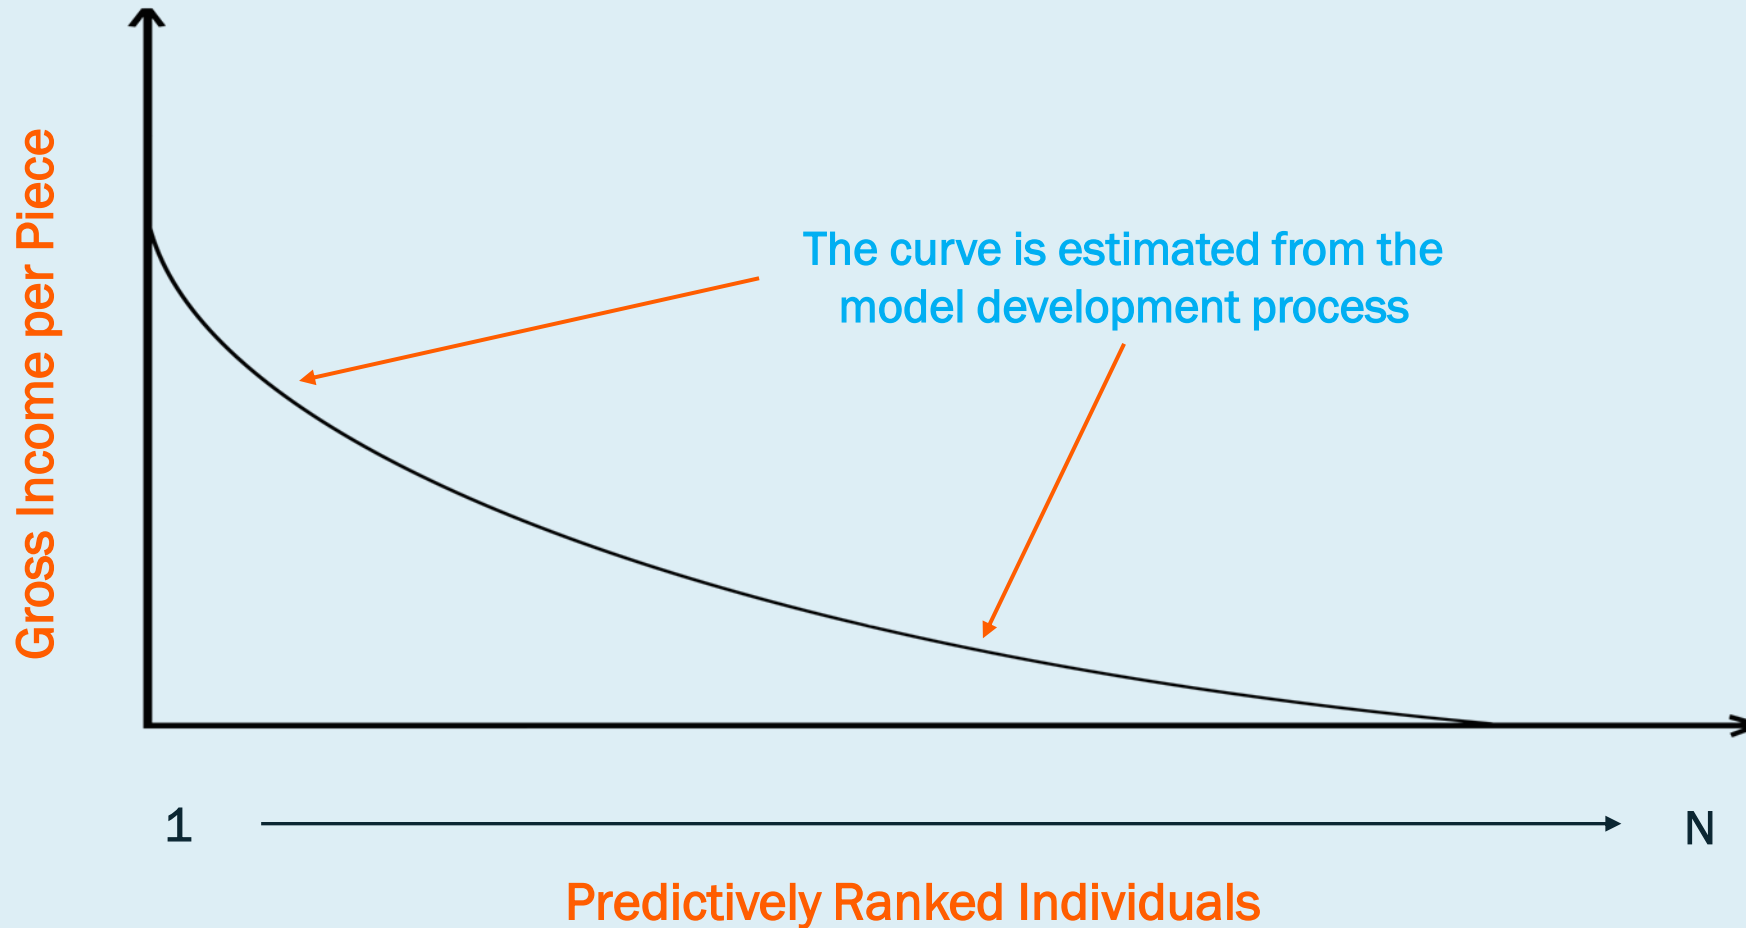 Gross Income per Piece
The curve is estimated from the
model development process
1
N
Predictively Ranked Individuals